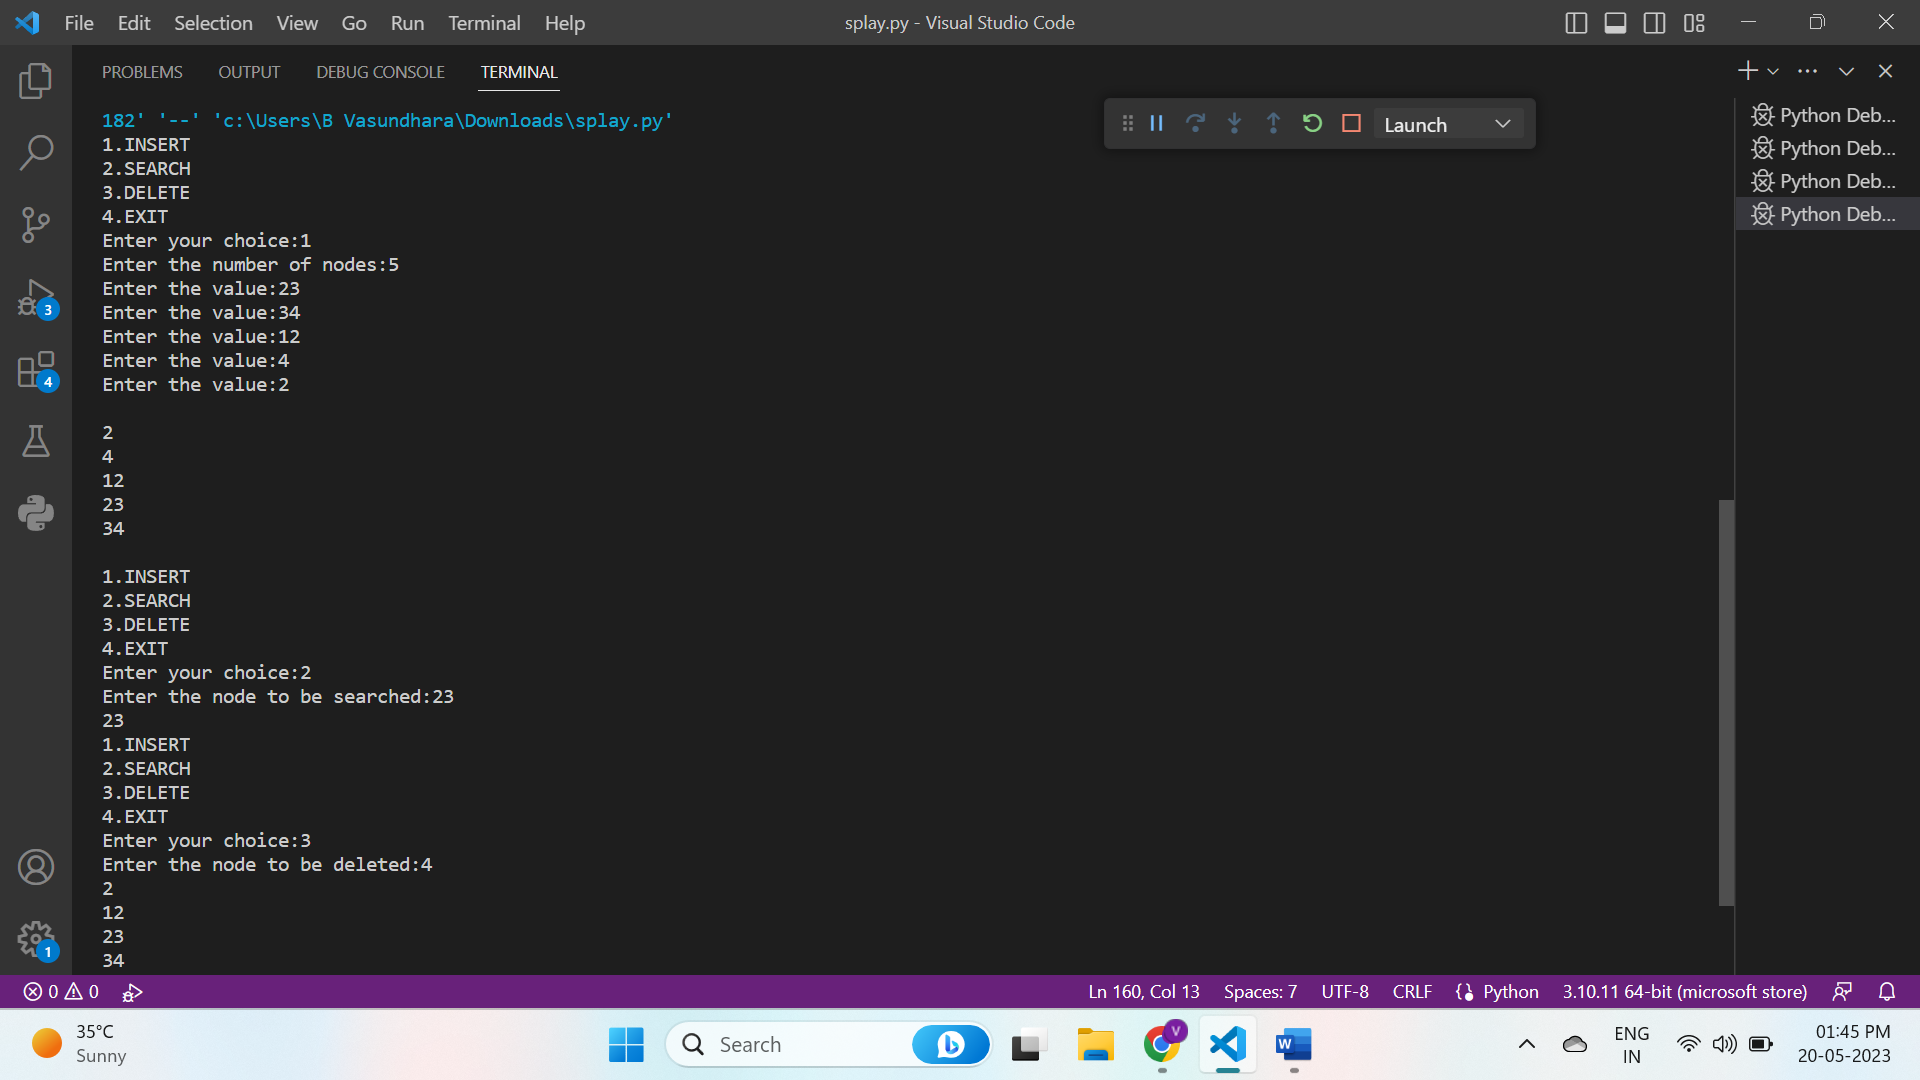 File Edit Selection View Go Run Terminal Help
splay.py - Visual Studio Code
PROBLEMS OUTPUT DEBUG CONSOLE TERMINAL
182' '--' 'c:\Users\B Vasundhara\Downloads\splay.py'
1.INSERT
2.SEARCH
3.DELETE
4.EXIT
Enter your choice:1
Enter the number of nodes:5
Enter the value:23
Enter the value:34
Enter the value:12
Enter the value:4
Enter the value:2
2
4
12
23
34
1.INSERT
2.SEARCH
3.DELETE
4.EXIT
Enter your choice:2
Enter the node to be searched:23
23
1.INSERT
2.SEARCH
3.DELETE
4.EXIT
Enter your choice:3
Enter the node to be deleted:4
2
12
23
34
Launch
Python Deb...
Python Deb...
Python Deb...
Python Deb...
3
4
1
0 0
Ln 160, Col 13 Spaces: 7 UTF-8 CRLF Python 3.10.11 64-bit (microsoft store)
35°C
Sunny
Search
V
W
ENG
IN
01:45 PM
20-05-2023